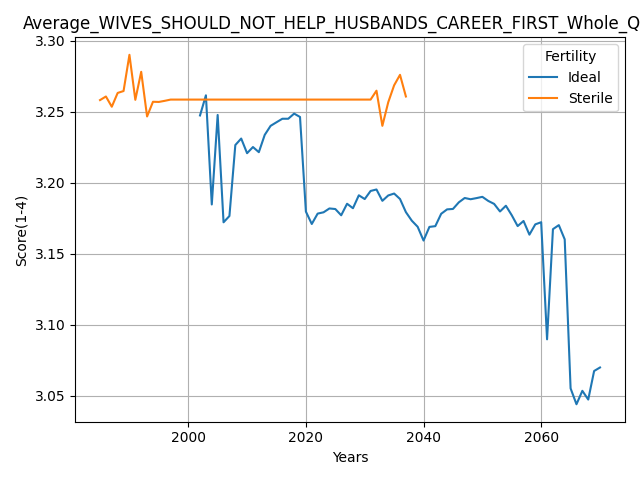 Average_WIVES_SHOULD_NOT_HELP_HUSBANDS_CAREER_FIRST_Whole_Q
3.30
3.25
3.20
3.15
3.10
3.05
Score(1-4)
Fertility
Ideal
Sterile
2000
2020
2040
2060
Years